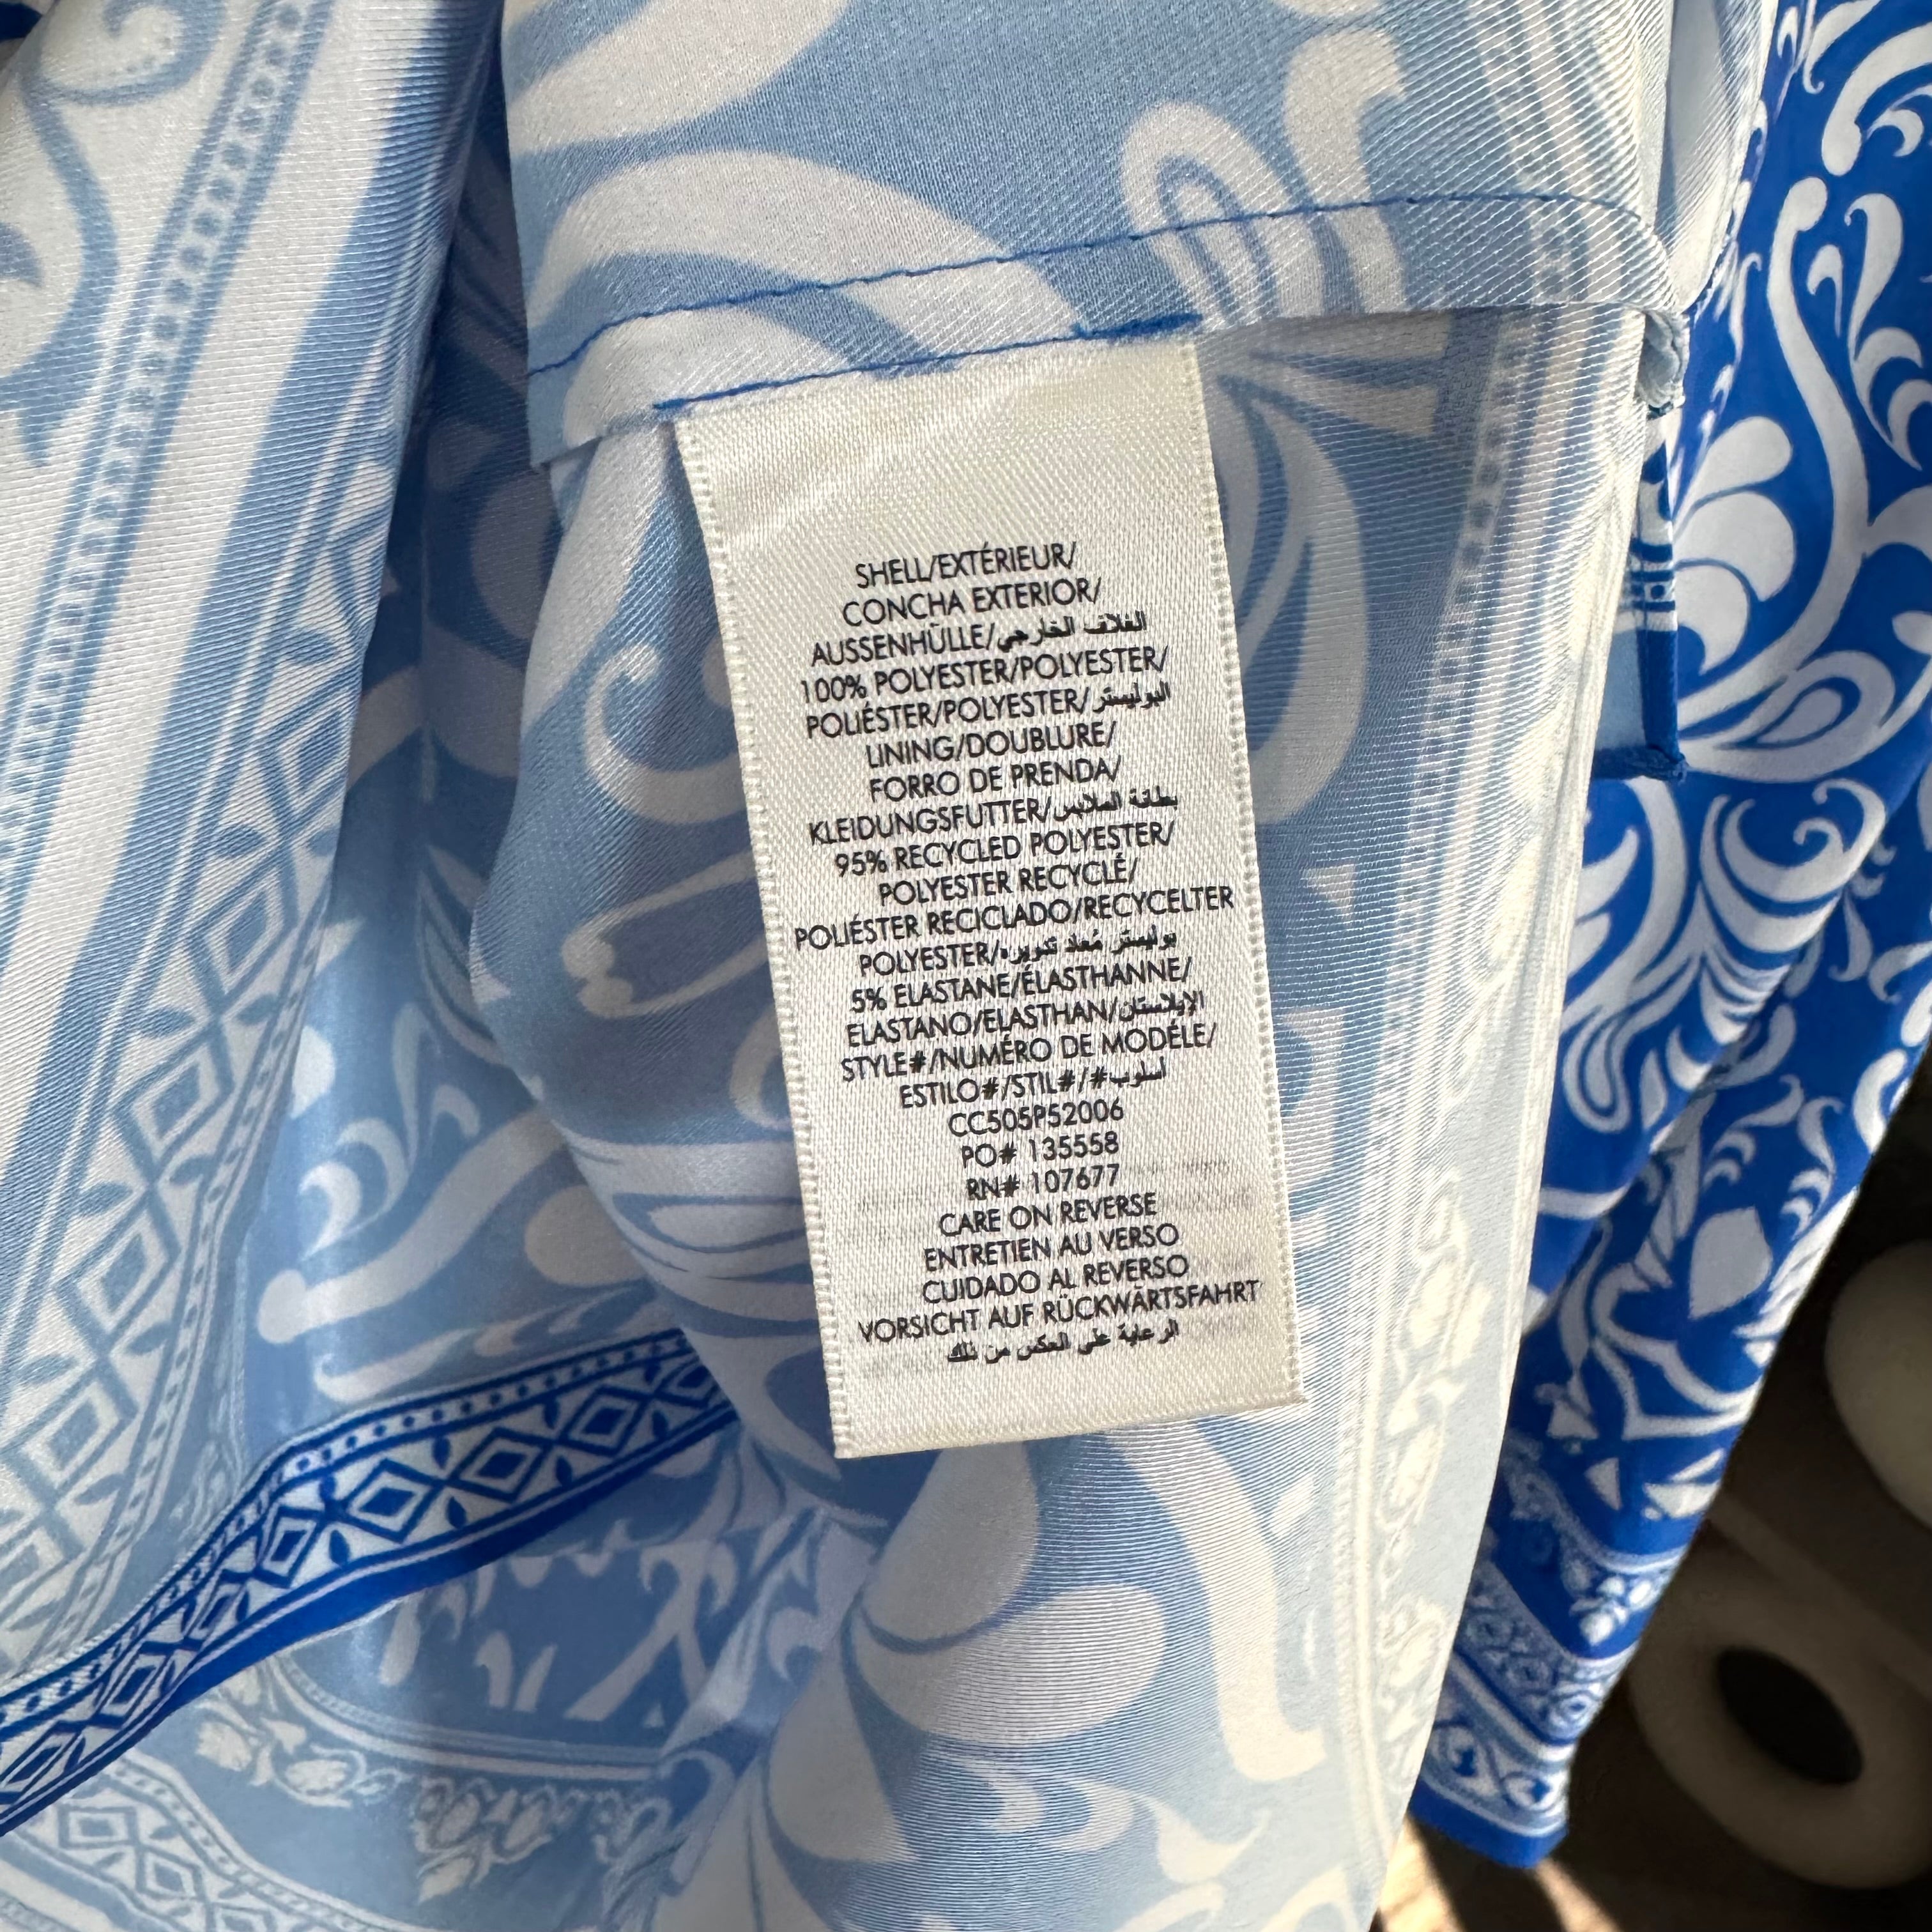 SHELL/EXTÉRIEUR/
CONCHA EXTERIOR/
AUSSENHÜLLE/الغلاف الخارجي
100% POLYESTER/POLYESTER/
POLIÉSTER/POLYESTER/البوليستر
LINING/DOUBLURE/
FORRO DE PRENDA/
KLEIDUNGSFUTTER/بطانة الملابس
95% RECYCLED POLYESTER/
POLYESTER RECYCLÉ/
POLIÉSTER RECICLADO/RECYCELTER
POLYESTER/بوليستر مُعاد تدويره
5% ELASTANE/ÉLASTHANNE/
ELASTANO/ELASTHAN/الإيلاستان
STYLE#/NUMÉRO DE MODÈLE/
ESTILO#/STIL#/#أسلوب
CC505P52006
PO# 135558
RN# 107677
CARE ON REVERSE
ENTRETIEN AU VERSO
CUIDADO AL REVERSO
VORSICHT AUF RÜCKWÄRTSFAHRT
الرعاية على العكس من ذلك